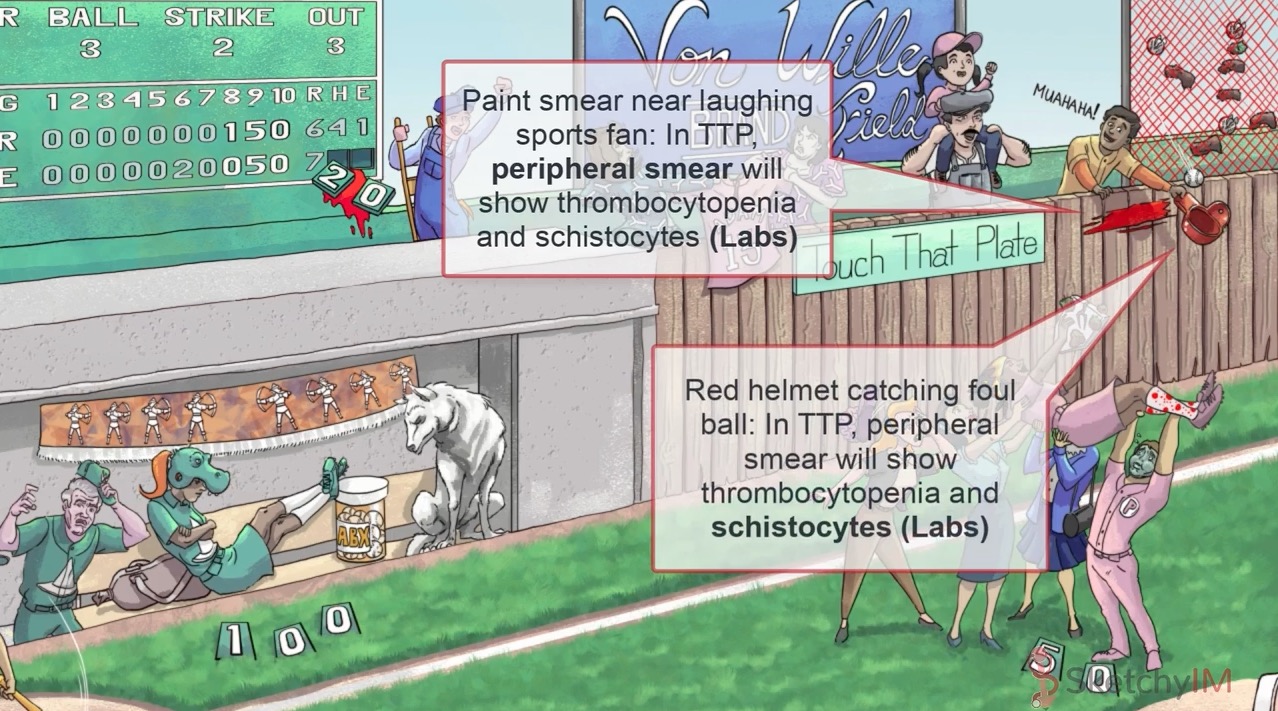 R BALL STRIKE OUT
3 2 3
G 1 2 3 4 5 6 7 8 9 10 R H E
R 0 0 0 0 0 0 0 1 5 0 6 4 1
E 0 0 0 0 0 2 0 0 5 0 7
2 0
Von Wille
Field
MUAHAHA!
Paint smear near laughing
sports fan: In TTP,
peripheral smear will
show thrombocytopenia
and schistocytes (Labs)
15
Touch That Plate
Red helmet catching foul
ball: In TTP, peripheral
smear will show
thrombocytopenia and
schistocytes (Labs)
P
ABX
1 0 0
5 0
SketchyIM